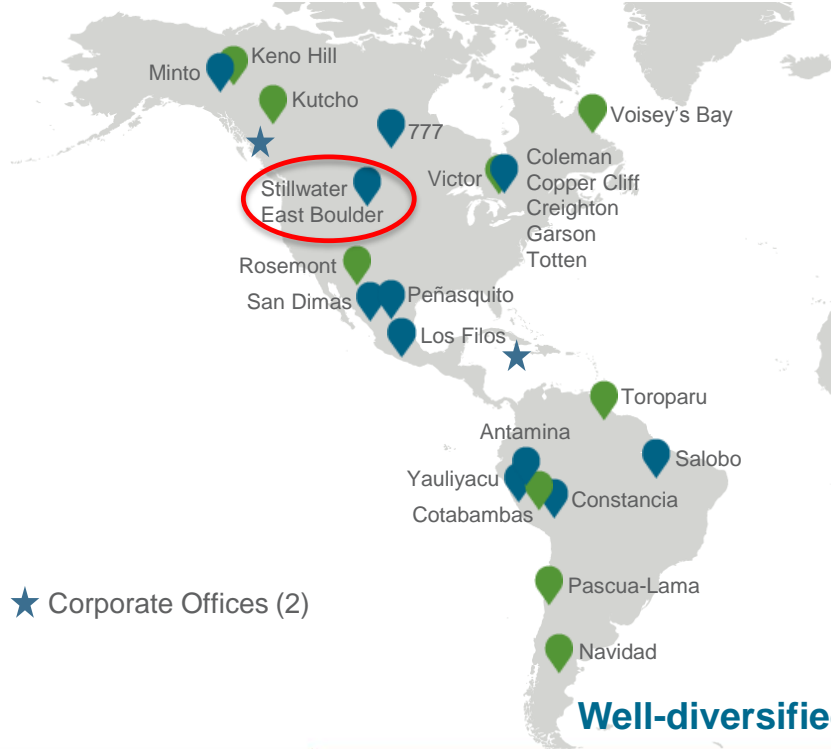 Keno Hill
Minto
Kutcho
Voisey's Bay
777
Victor
Coleman
Copper Cliff
Creighton
Garson
Totten
Stillwater
East Boulder
Rosemont
San Dimas
Peñasquito
Los Filos
Toroparu
Antamina
Salobo
Yauliyacu
Constancia
Cotabambas
Pascua-Lama
Corporate Offices (2)
Navidad
Well-diversifie